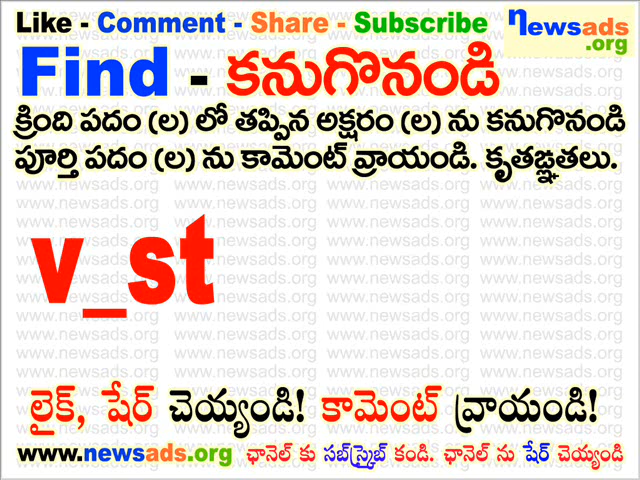 Like - Comment - Share - Subscribe
newsads
.org
Find - కనుగొనండి
క్రింది పదం (ల) లో తప్పిన అక్షరం (ల) ను కనుగొనండి
పూర్తి పదం (ల) ను కామెంట్ వ్రాయండి. కృతఙ్ఞతలు.
v_st
లైక్, షేర్ చెయ్యండి! కామెంట్ వ్రాయండి!
www.newsads.org ఛానెల్ కు సబ్‌స్క్రైబ్ కండి. ఛానెల్ ను షేర్ చెయ్యండి